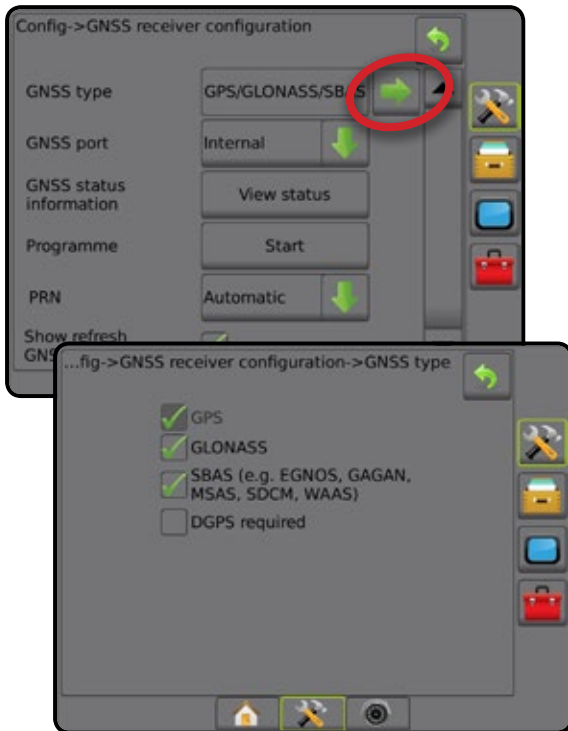 Config->GNSS receiver configuration
GNSS type
GPS/GLONASS/SBAS
GNSS port
Internal
GNSS status
information
View status
Programme
Start
PRN
Automatic
Show refresh
...fig->GNSS receiver configuration->GNSS type
GPS
GLONASS
SBAS (e.g. EGNOS, GAGAN,
MSAS, SDCM, WAAS)
DGPS required